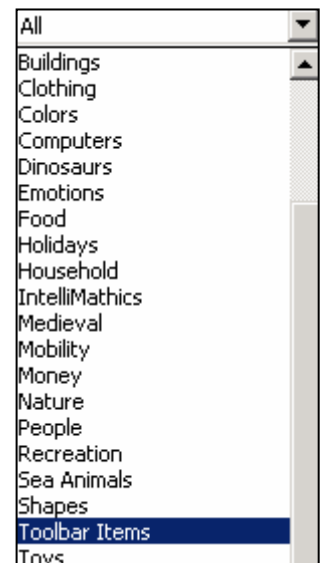 All
Buildings
Clothing
Colors
Computers
Dinosaurs
Emotions
Food
Holidays
Household
IntelliMathics
Medieval
Mobility
Money
Nature
People
Recreation
Sea Animals
Shapes
Toolbar Items
Toys